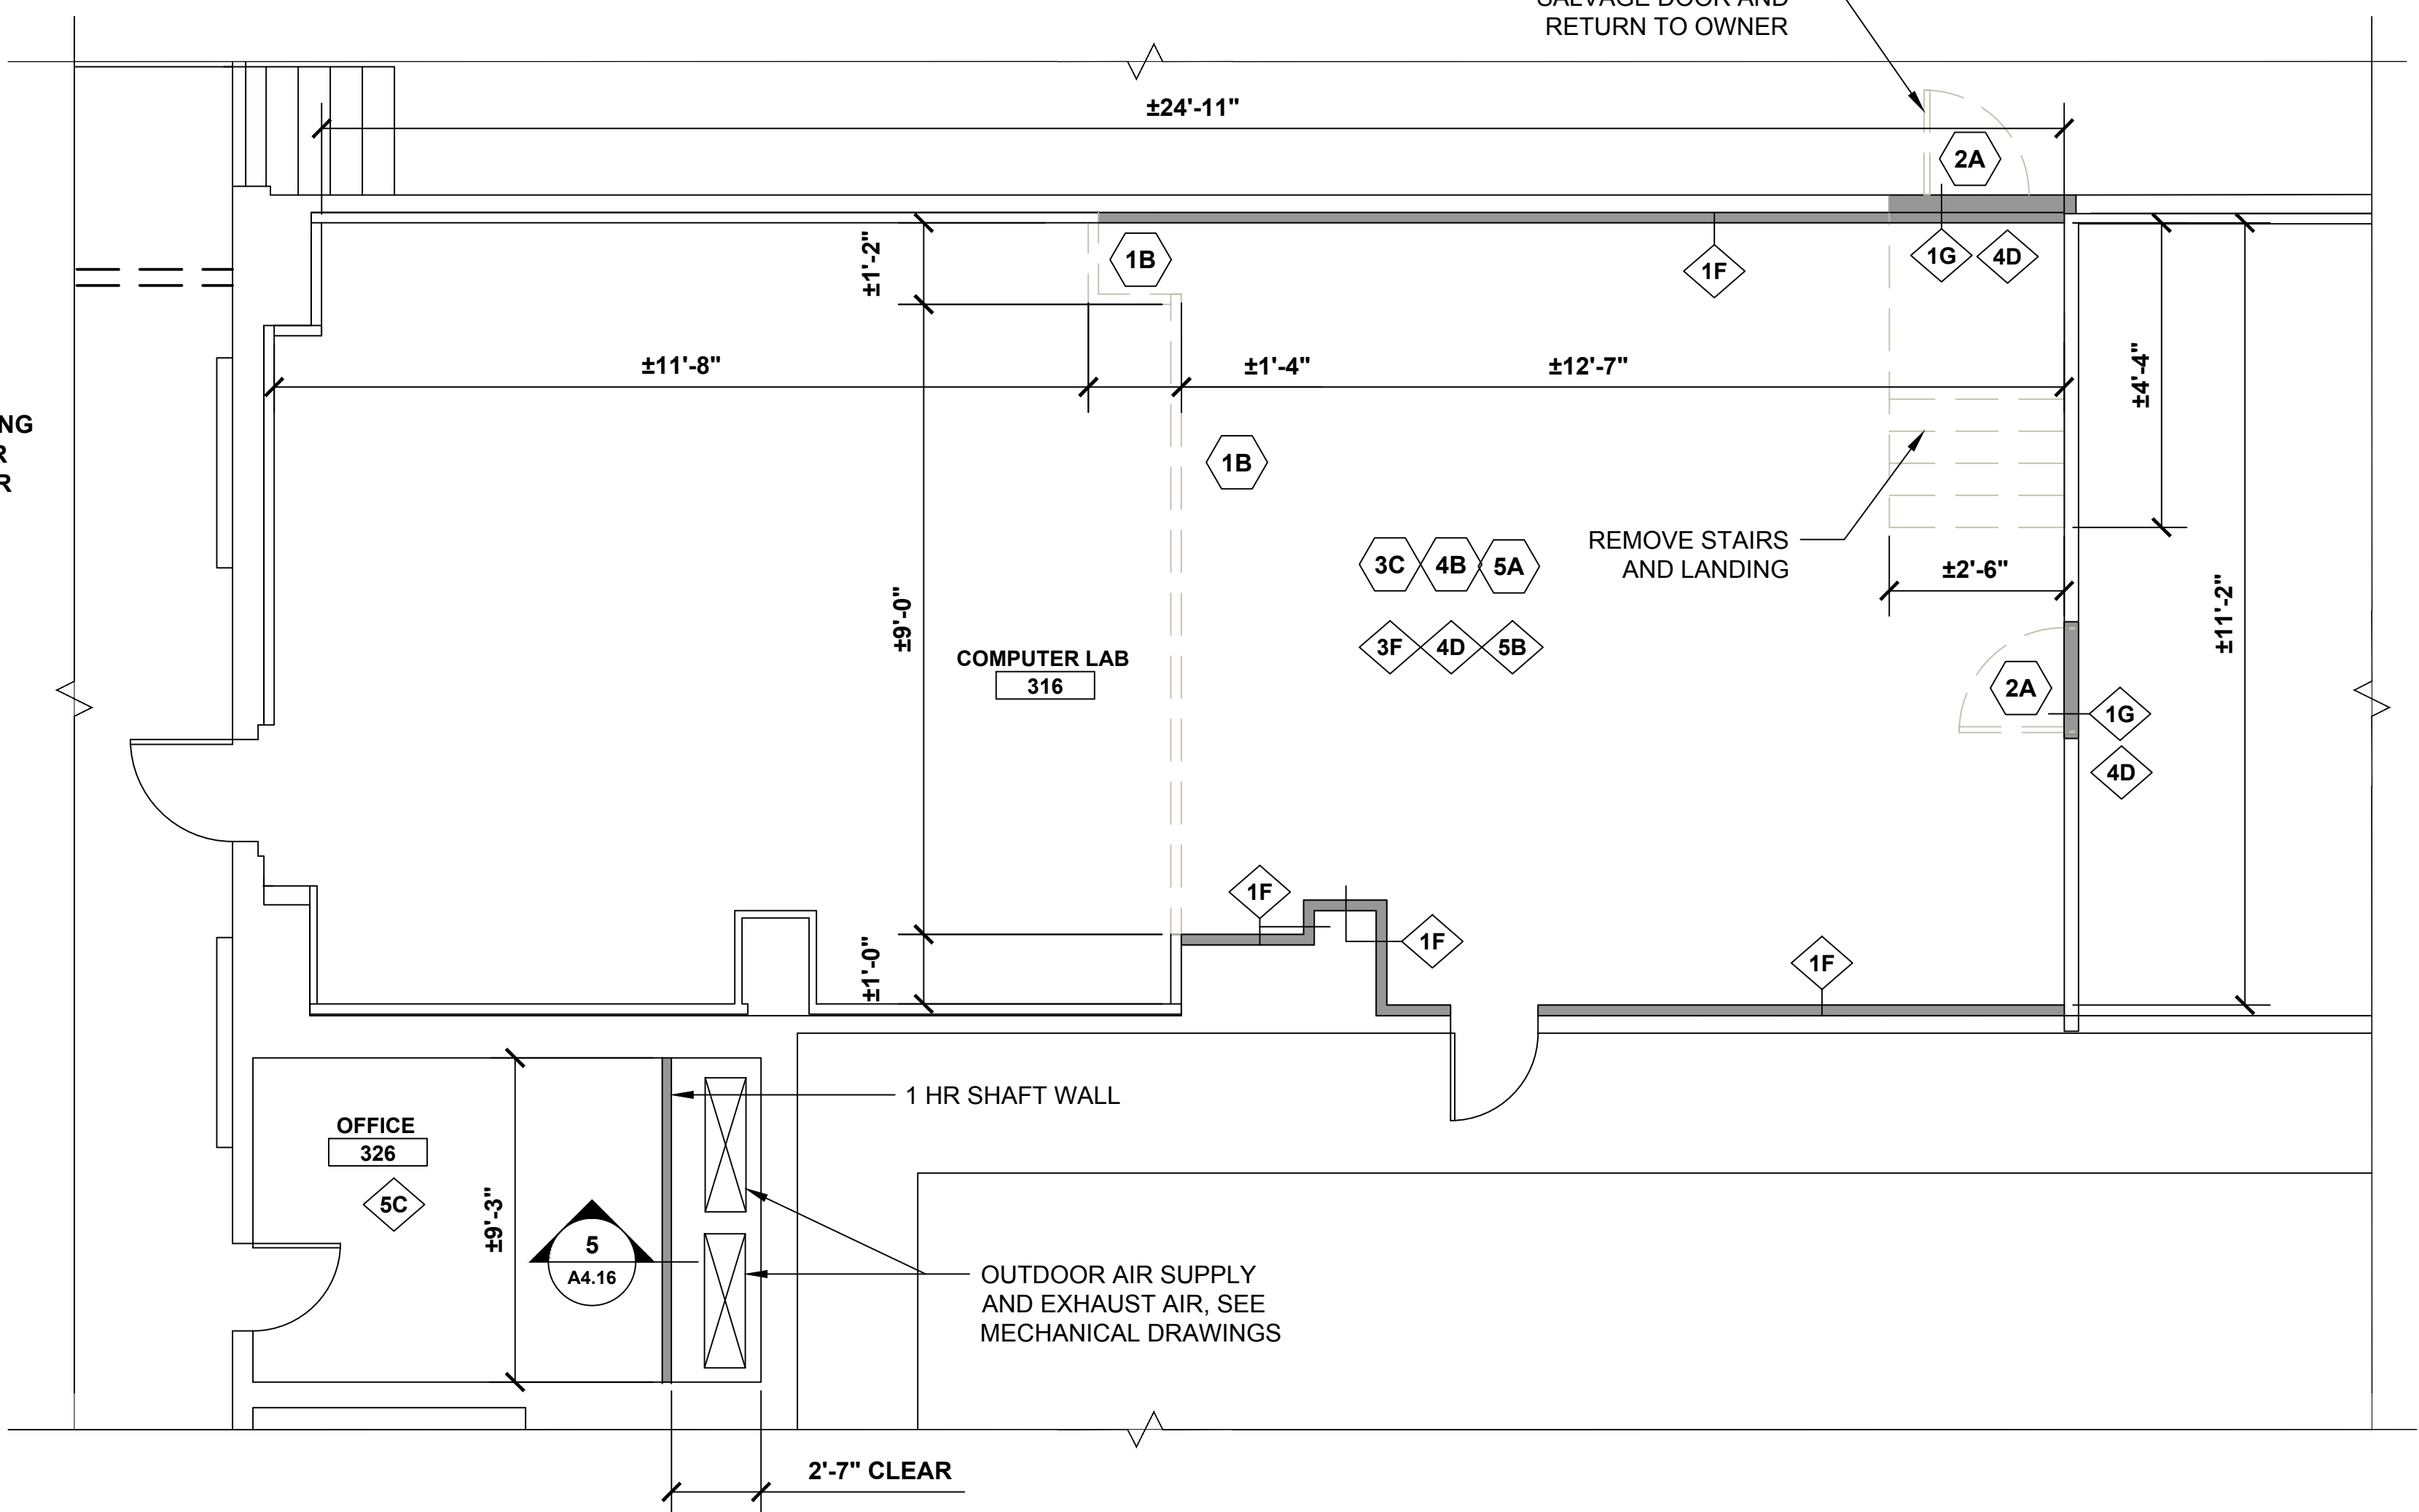 SALVAGE DOOR AND
RETURN TO OWNER
±24'-11"
2A
±1'-2"
1B
1F
1G
4D
±11'-8"
±1'-4"
±12'-7"
±4'-4"
1B
REMOVE STAIRS
AND LANDING
3C
4B
5A
±2'-6"
±9'-0"
±11'-2"
3F
4D
5B
COMPUTER LAB
316
2A
1G
4D
1F
1F
1F
±1'-0"
1 HR SHAFT WALL
OFFICE
326
5C
±9'-3"
5
A4.16
OUTDOOR AIR SUPPLY
AND EXHAUST AIR, SEE
MECHANICAL DRAWINGS
2'-7" CLEAR